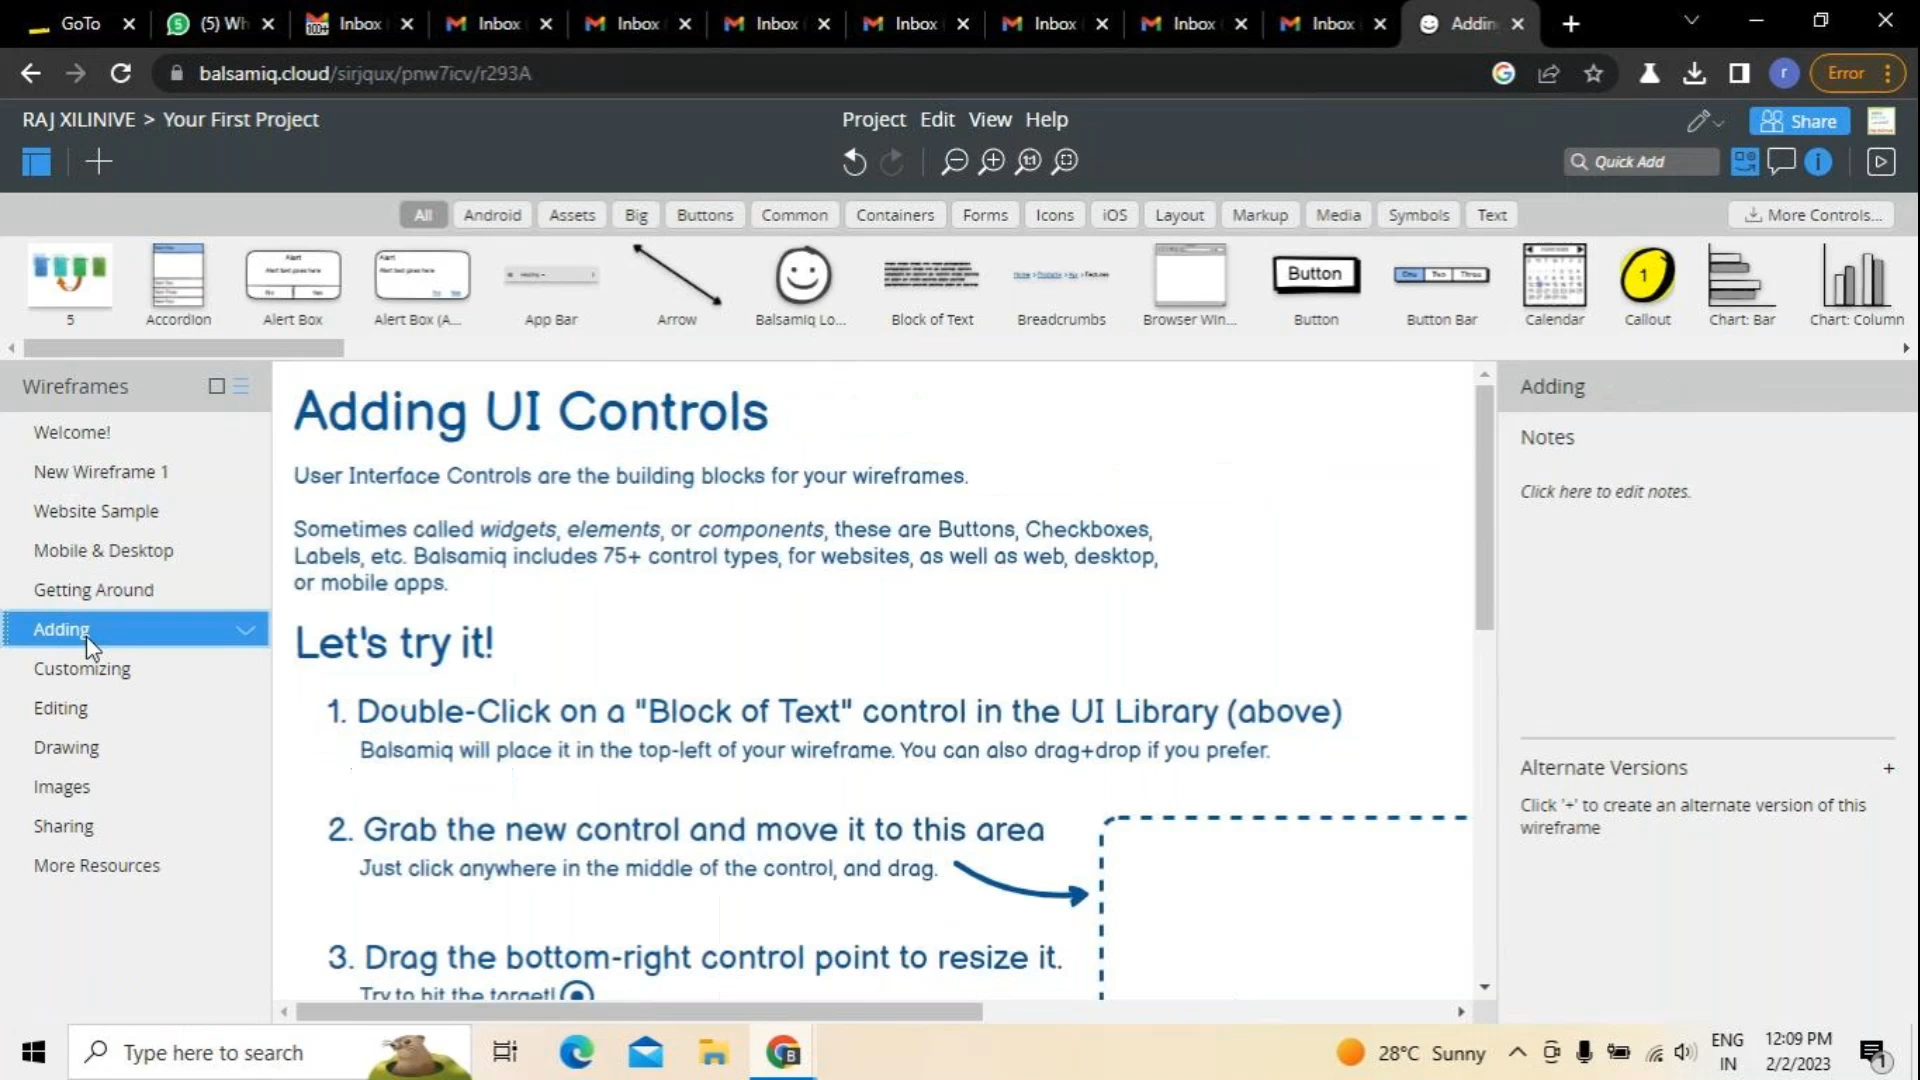 GoTo
(5) Wh
Inbox
Inbox
Inbox
Inbox
Inbox
Inbox
Inbox
Inbox
Addin
balsamiq.cloud/sirjqux/pnw7icv/r293A
r
Error
RAJ XILINIVE > Your First Project
Project Edit View Help
Share
Quick Add
All Android Assets Big Buttons Common Containers Forms Icons iOS Layout Markup Media Symbols Text
More Controls...
Button
One Two Three
1
5 Accordion Alert Box Alert Box (A... App Bar Arrow Balsamiq Lo... Block of Text Breadcrumbs Browser Win... Button Button Bar Calendar Callout Chart: Bar Chart: Column
Wireframes
Welcome!
New Wireframe 1
Website Sample
Mobile & Desktop
Getting Around
Adding
Customizing
Editing
Drawing
Images
Sharing
More Resources
Adding UI Controls
User Interface Controls are the building blocks for your wireframes.
Sometimes called widgets, elements, or components, these are Buttons, Checkboxes,
Labels, etc. Balsamiq includes 75+ control types, for websites, as well as web, desktop,
or mobile apps.
Let's try it!
1. Double-Click on a "Block of Text" control in the UI Library (above)
Balsamiq will place it in the top-left of your wireframe. You can also drag+drop if you prefer.
2. Grab the new control and move it to this area
Just click anywhere in the middle of the control, and drag.
3. Drag the bottom-right control point to resize it.
Try to hit the target!
Adding
Notes
Click here to edit notes.
Alternate Versions +
Click '+' to create an alternate version of this
wireframe
Type here to search
28°C Sunny
ENG
IN
12:09 PM
2/2/2023
1